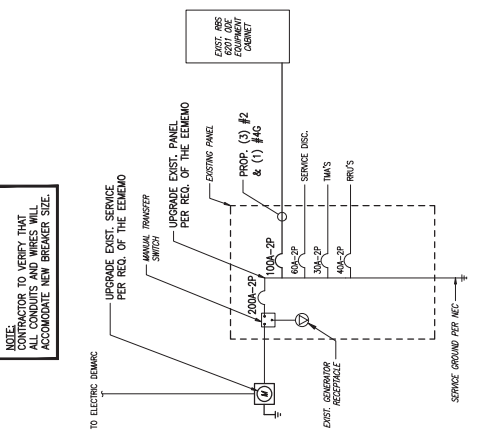 NOTE:
CONTRACTOR TO VERIFY THAT
ALL CONDUITS AND WIRES WILL
ACCOMODATE NEW BREAKER SIZE.
TO ELECTRIC DEMARC
UPGRADE EXIST. SERVICE
PER REQ. OF THE EEMEMO
MANUAL TRANSFER
SWITCH
UPGRADE EXIST. PANEL
PER REQ. OF THE EEMEMO
EXISTING PANEL
PROP. (3) #2
& (1) #4G
EXIST. RBS
6201 ODE
EQUIPMENT
CABINET
M
200A-2P
100A-2P
60A-2P
SERVICE DISC.
30A-2P
TMA'S
40A-2P
RRU'S
EXIST. GENERATOR
RECEPTACLE
SERVICE GROUND PER NEC